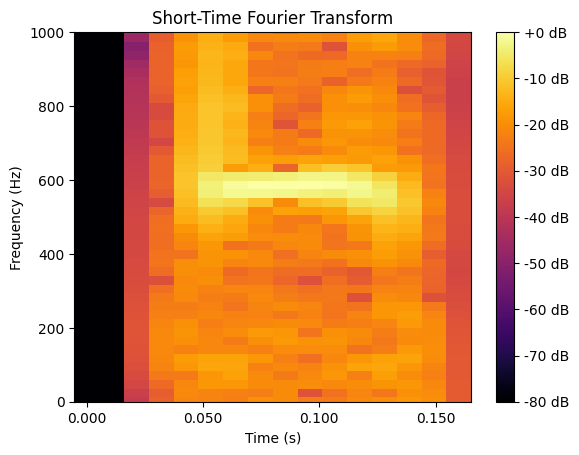 Short-Time Fourier Transform
1000
800
600
400
200
0
Frequency (Hz)
0.000
0.050
0.100
0.150
Time (s)
+0 dB
-10 dB
-20 dB
-30 dB
-40 dB
-50 dB
-60 dB
-70 dB
-80 dB